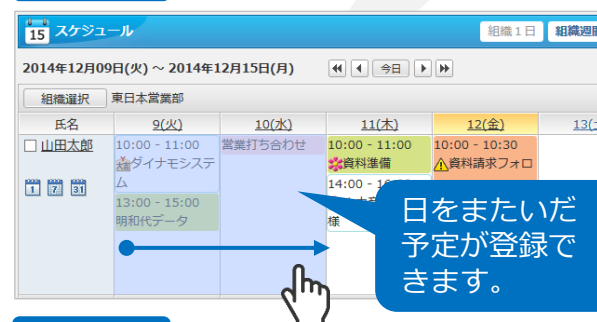 15 スケジュール
組織1日 組織週間
2014年12月09日(火) ～ 2014年12月15日(月) 今日
組織選択 東日本営業部
氏名 9(火) 10(水) 11(木) 12(金) 13(
山田太郎
1 7 31
10:00 - 11:00
ダイナモシステ
ム
13:00 - 15:00
明和代データ
営業打ち合わせ
10:00 - 11:00
資料準備
14:00 - 1
様
10:00 - 10:30
資料請求フォロ
日をまたいだ
予定が登録で
きます。